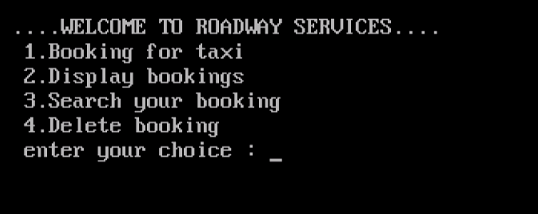 ....WELCOME TO ROADWAY SERVICES....
1.Booking for taxi
2.Display bookings
3.Search your booking
4.Delete booking
enter your choice : _